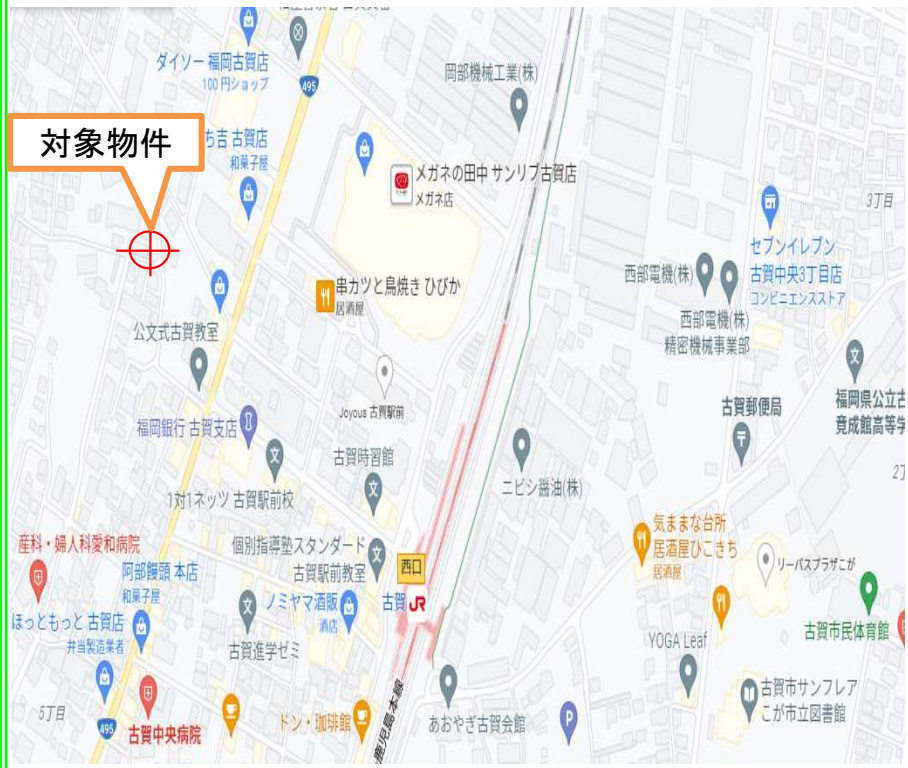 ダイソー 福岡古賀店
100 円ショップ
495
岡部機械工業(株)
対象物件
ち吉 古賀店
和菓子屋
メガネの田中 サンリブ古賀店
メガネ店
3丁目
セブンイレブン
古賀中央3丁目店
コンビニエンスストア
西部電機(株)
西部電機(株)
精密機械事業部
串カツと鳥焼き ひびか
居酒屋
公文式古賀教室
Joyous 古賀駅前
古賀郵便局
福岡県公立古
竟成館高等学
福岡銀行 古賀支店
古賀時習館
1対1ネッツ 古賀駅前校
ニビシ醤油(株)
2丁
産科・婦人科愛和病院
個別指導塾スタンダード
古賀駅前教室
西口
気ままな台所
居酒屋ひこきち
居酒屋
リーパスプラザこが
阿部饅頭 本店
和菓子屋
ノミヤマ酒販
酒店
古賀
JR
ほっともっと 古賀店
弁当製造業者
古賀進学ゼミ
YOGA Leaf
古賀市民体育館
5丁目
495
古賀中央病院
ドン・珈琲館
鹿児島本線
あおやぎ古賀会館
P
古賀市サンフレア
こが市立図書館